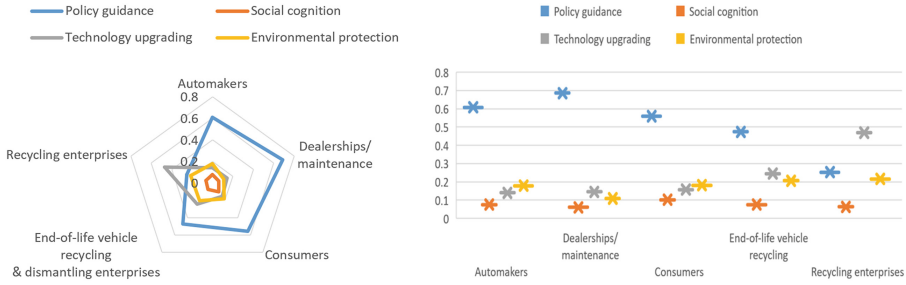 Policy guidance
Social cognition
Technology upgrading
Environmental protection
Automakers
0.8
0.6
0.4
0.2
0
Dealerships/
maintenance
Recycling enterprises
End-of-life vehicle
recycling
& dismantling enterprises
Consumers
Policy guidance
Social cognition
Technology upgrading
Environmental protection
0.8
0.7
0.6
0.5
0.4
0.3
0.2
0.1
0
Dealerships/
maintenance
End-of-life vehicle
recycling
Automakers
Consumers
Recycling enterprises